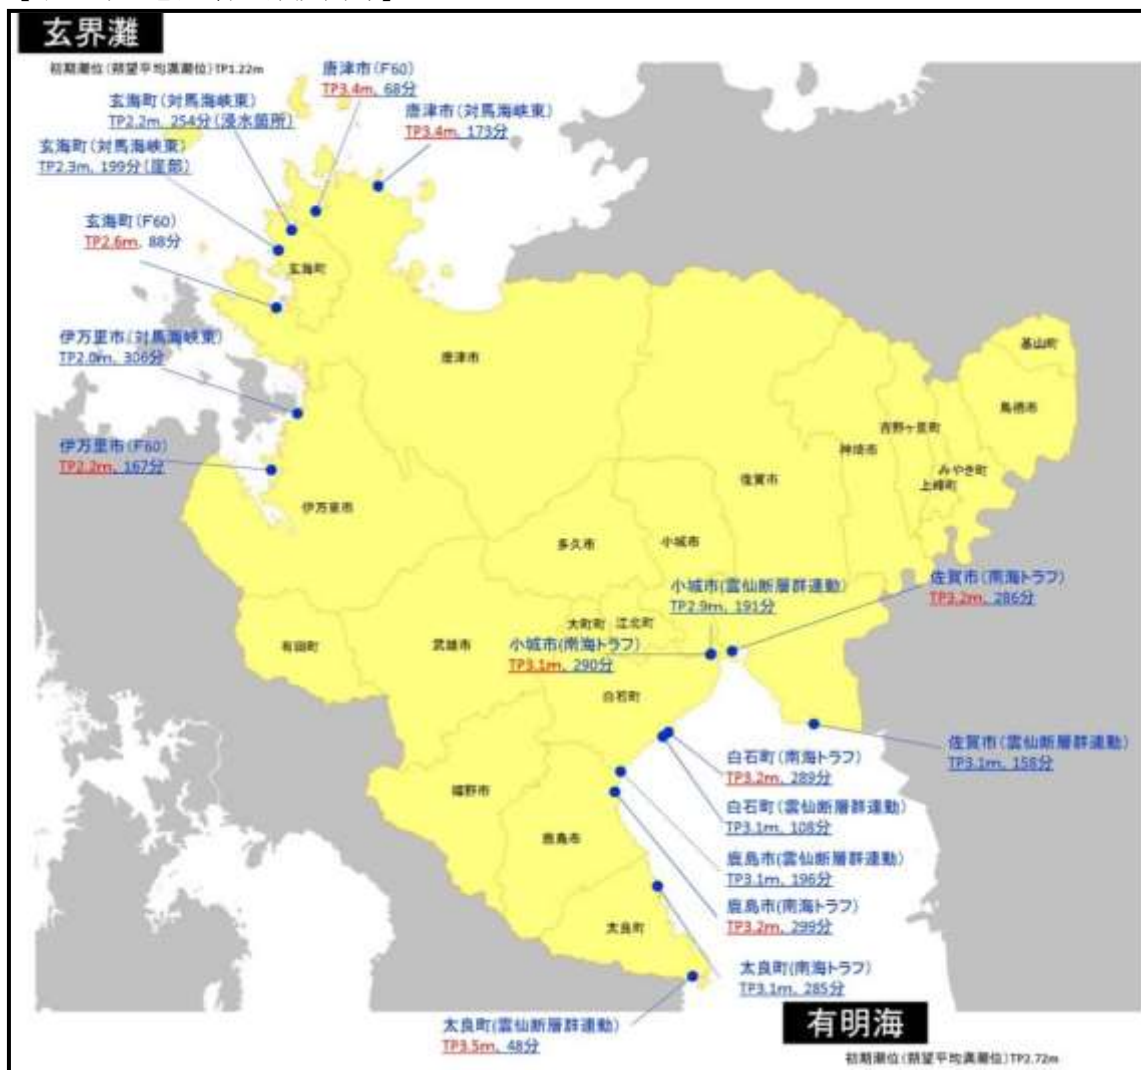 玄界灘
初期潮位(朔望平均満潮位)TP1.22m
唐津市(F60)
TP3.4m, 68分
玄海町(対馬海峡東)
TP2.2m, 254分(浸水箇所)
唐津市(対馬海峡東)
TP3.4m, 173分
玄海町(対馬海峡東)
TP2.3m, 199分(崖部)
玄海町(F60)
TP2.6m, 88分
玄海町
伊万里市(対馬海峡東)
TP2.0m, 306分
唐津市
基山町
鳥栖市
吉野ヶ里町
神埼市
みやき町
上峰町
佐賀市
伊万里市(F60)
TP2.2m, 167分
伊万里市
多久市
小城市
小城市(雲仙断層群連動)
TP2.9m, 191分
佐賀市(南海トラフ)
TP3.2m, 286分
大町町
江北町
有田町
武雄市
小城市(南海トラフ)
TP3.1m, 290分
白石町
佐賀市(雲仙断層群連動)
TP3.1m, 158分
白石町(南海トラフ)
TP3.2m, 289分
嬉野市
白石町(雲仙断層群連動)
TP3.1m, 108分
鹿島市
鹿島市(雲仙断層群連動)
TP3.1m, 196分
鹿島市(南海トラフ)
TP3.2m, 299分
太良町
太良町(南海トラフ)
TP3.1m, 285分
太良町(雲仙断層群連動)
TP3.5m, 48分
有明海
初期潮位(朔望平均満潮位)TP2.72m